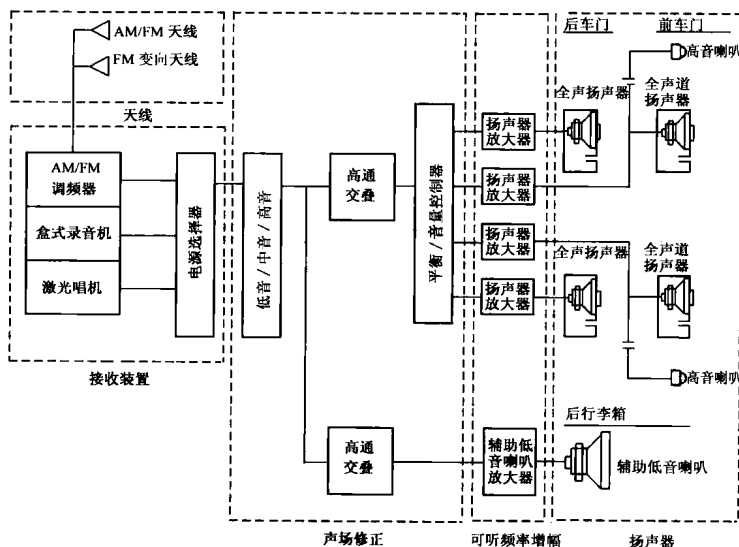 AM/FM 天线
FM 变向天线
天线
AM/FM
调频器
盒式录音机
激光唱机
电源选择器
接收装置
低音/中音/高音
高通
交叠
高通
交叠
平衡/音量控制器
声场修正
扬声器
放大器
扬声器
放大器
扬声器
放大器
扬声器
放大器
辅助低
音喇叭
放大器
可听频率增幅
后车门
前车门
高音喇叭
全声扬声器
全声道
扬声器
全声扬声器
全声道
扬声器
高音喇叭
后行李箱
辅助低音喇叭
扬声器